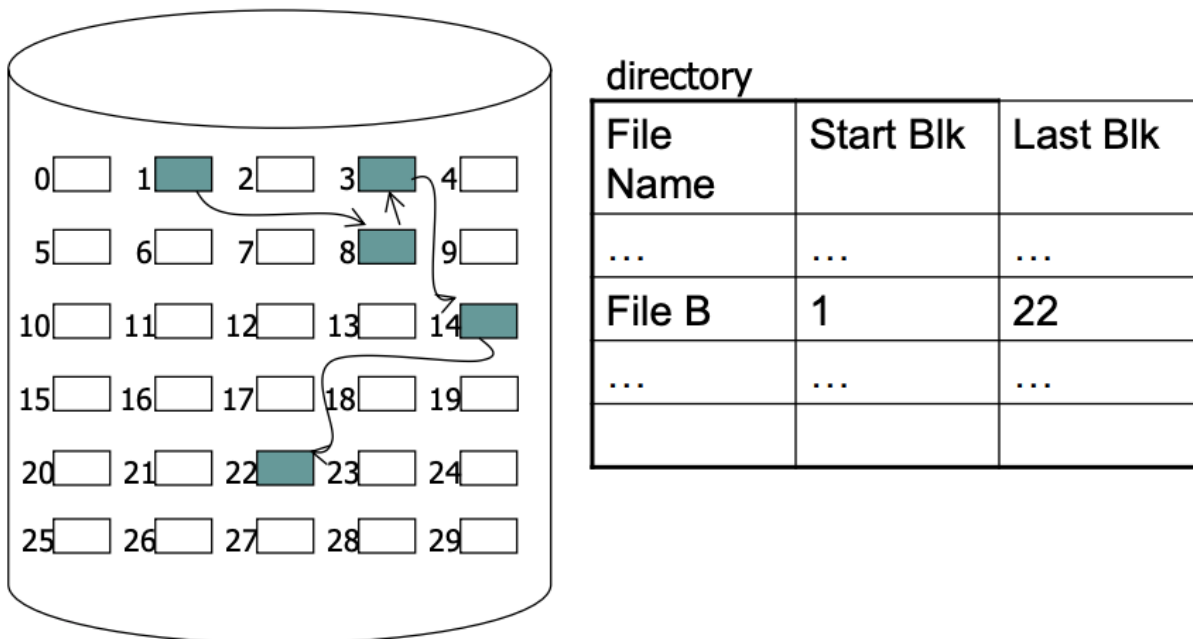 directory
File Name Start Blk Last Blk
… … …
File B 1 22
… … …
0 1 2 3 4
5 6 7 8 9
10 11 12 13 14
15 16 17 18 19
20 21 22 23 24
25 26 27 28 29